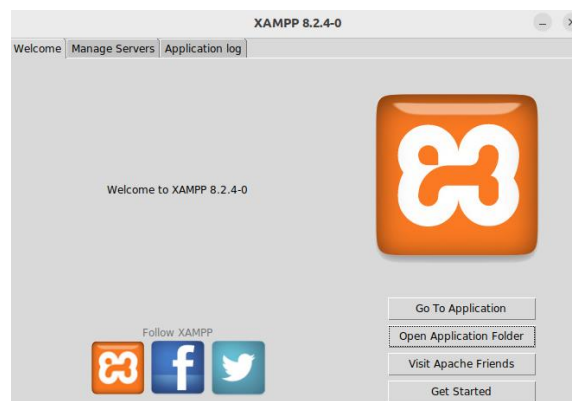 XAMPP 8.2.4-0
Welcome Manage Servers Application log
Welcome to XAMPP 8.2.4-0
Go To Application
Open Application Folder
Visit Apache Friends
Get Started
Follow XAMPP